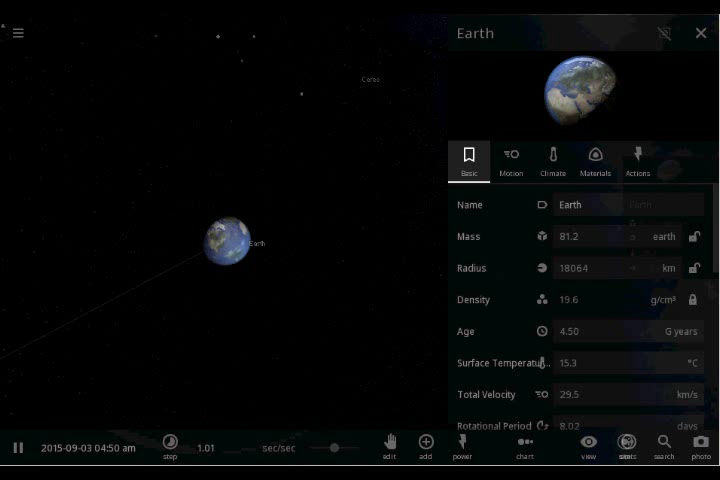 Earth
Ceres
Basic Motion Climate Materials Actions
Name Earth
Mass 81.2 earth
Radius 18064 km
Earth
Density 19.6 g/cm³
Age 4.50 G years
Surface Temperatu... 15.3 °C
Total Velocity 29.5 km/s
Rotational Period 8.02 days
2015-09-03 04:50 am step 1.01 sec/sec edit add power chart view search photo